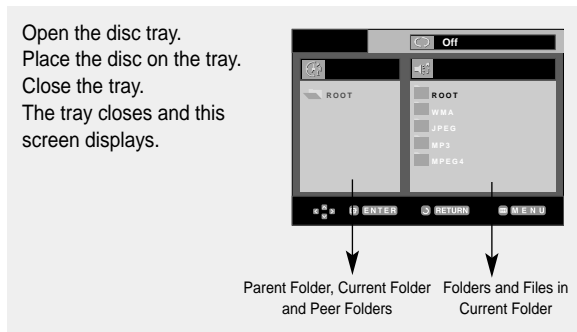 Open the disc tray.
Place the disc on the tray.
Close the tray.
The tray closes and this
screen displays.
Off
ROOT
ROOT
WMA
JPEG
MP3
MPEG4
ENTER RETURN MENU
Parent Folder, Current Folder
and Peer Folders
Folders and Files in
Current Folder